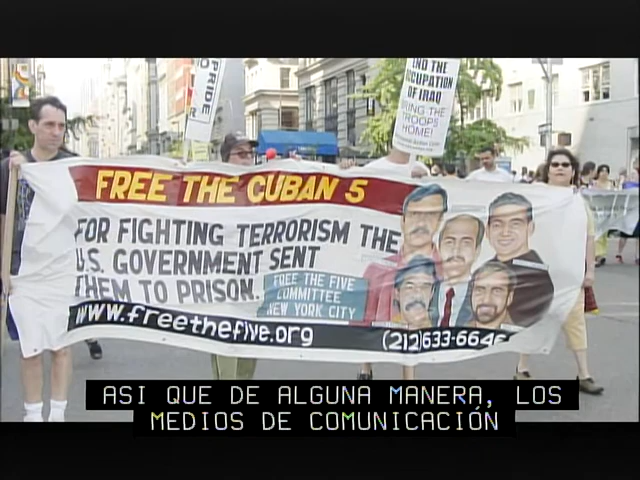 PRIDE
END THE
OCCUPATION
OF IRAQ
BRING THE
TROOPS
HOME!
FREE THE CUBAN 5
FOR FIGHTING TERRORISM THE
U.S. GOVERNMENT SENT
THEM TO PRISON.
FREE THE FIVE
COMMITTEE
NEW YORK CITY
www.freethefive.org
(212)633-6646
ASI QUE DE ALGUNA MANERA, LOS
MEDIOS DE COMUNICACIÓN